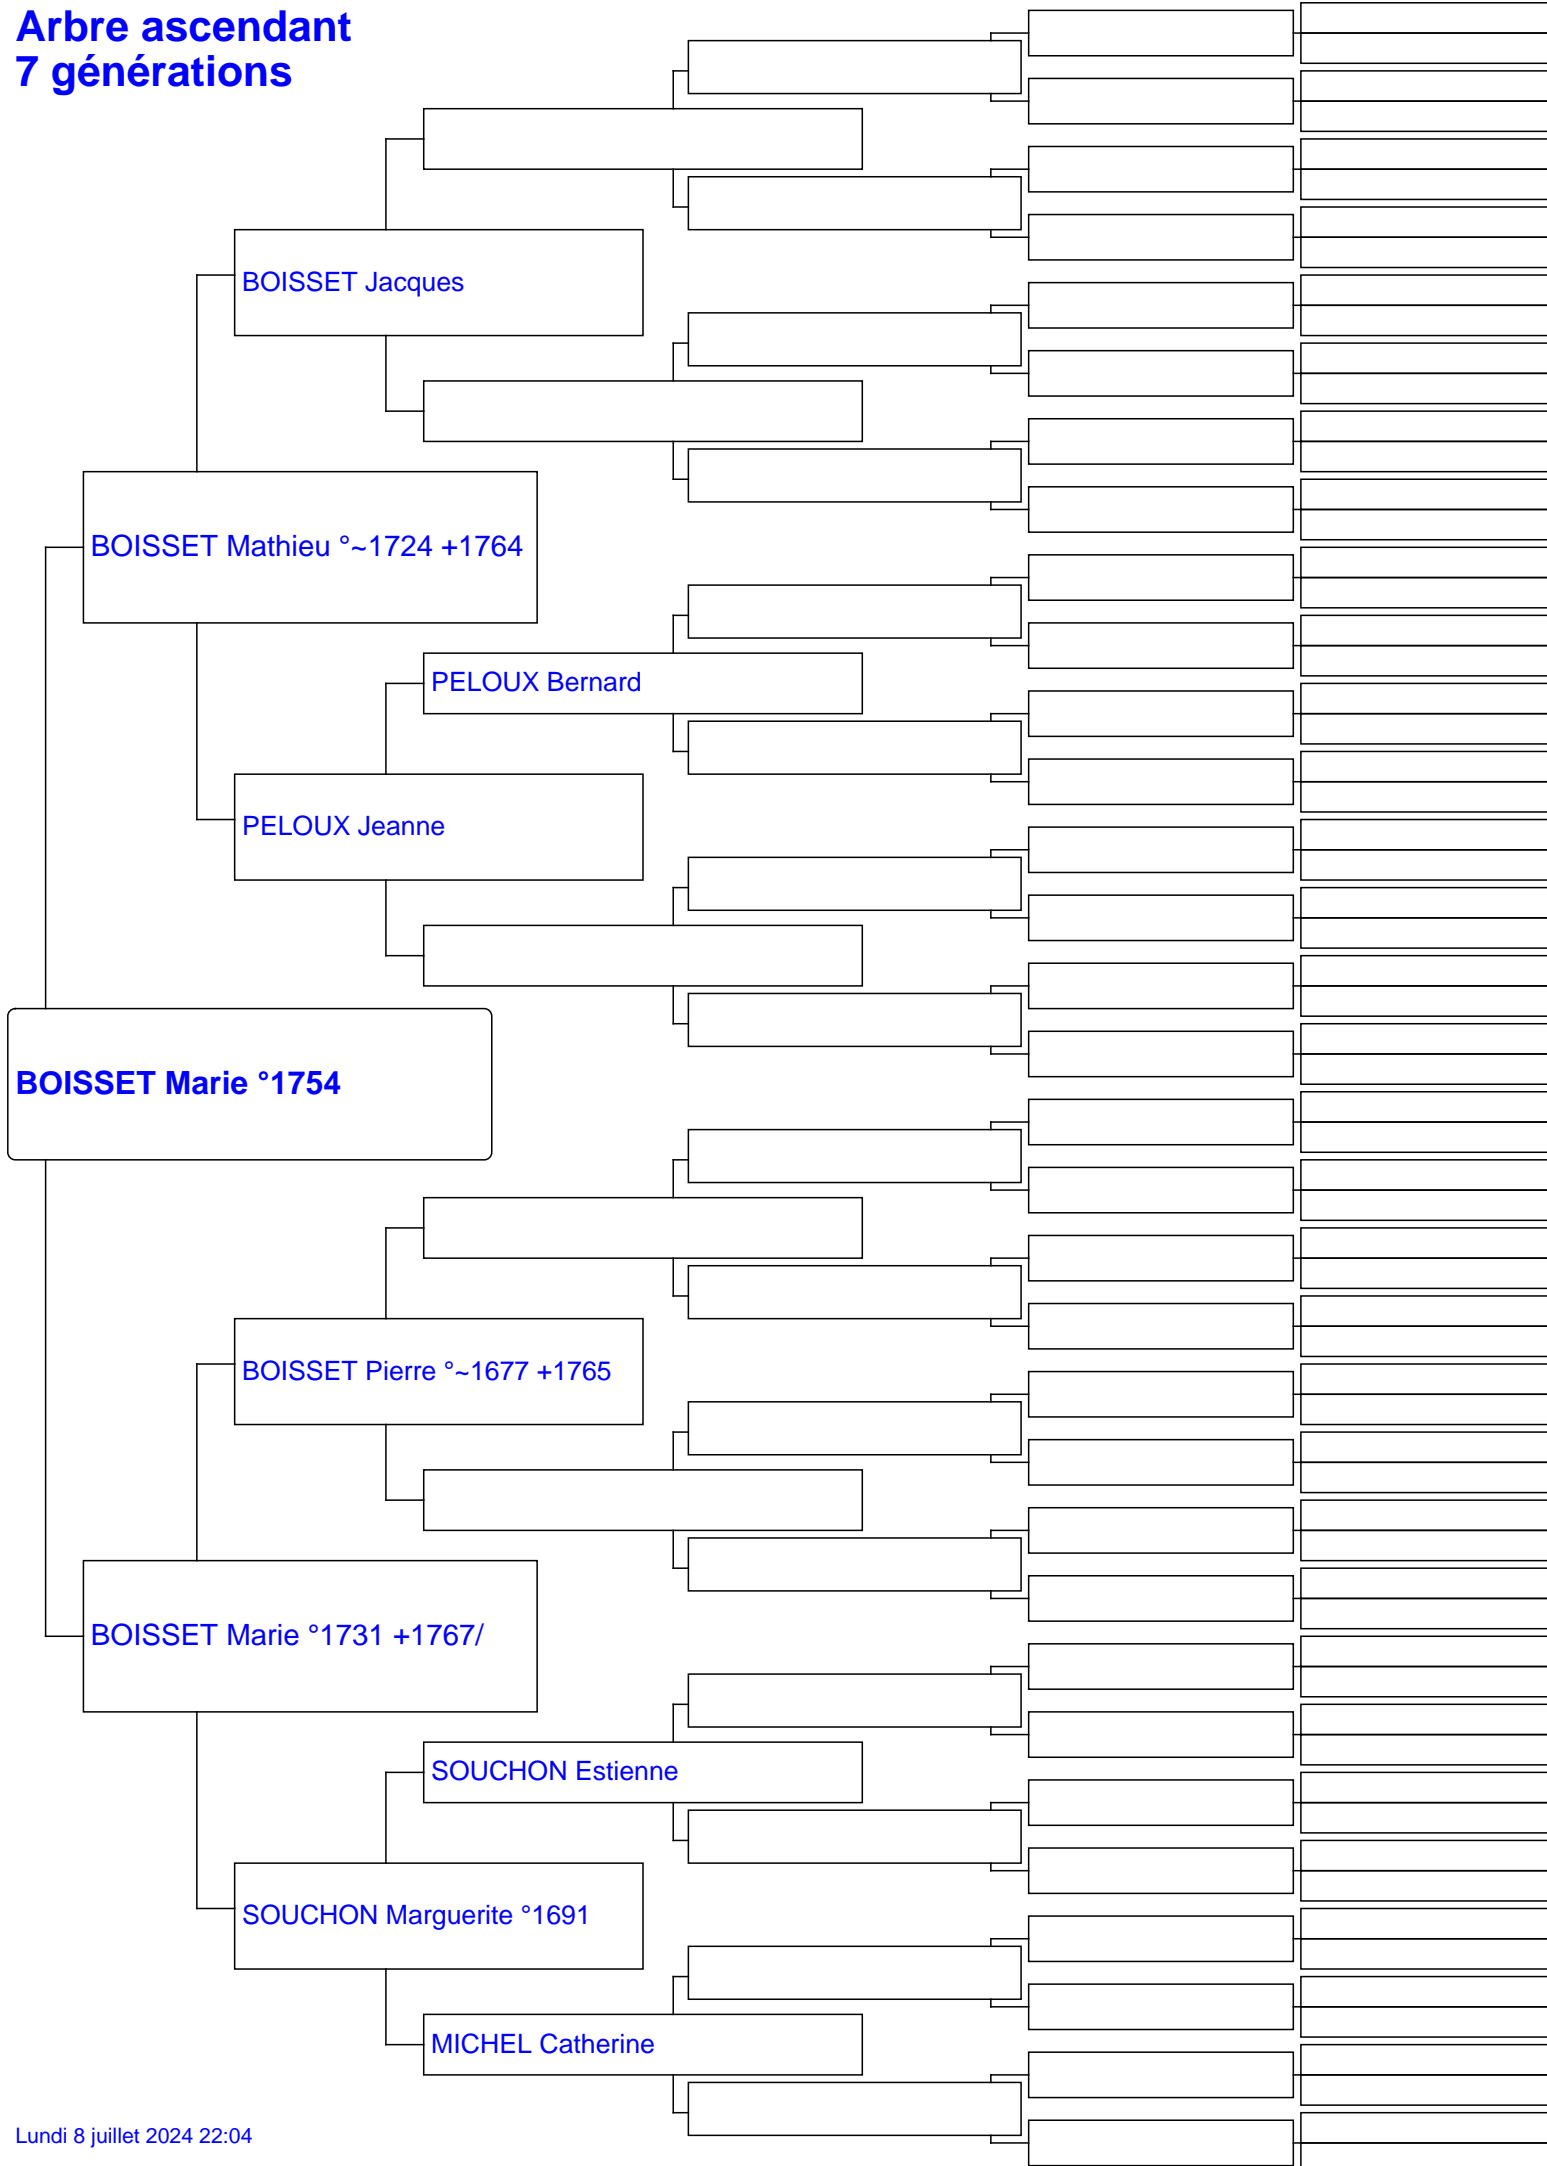 Arbre ascendant
7 générations
BOISSET Jacques
BOISSET Mathieu °~1724 +1764
PELOUX Bernard
PELOUX Jeanne
BOISSET Marie °1754
BOISSET Pierre °~1677 +1765
BOISSET Marie °1731 +1767/
SOUCHON Estienne
SOUCHON Marguerite °1691
MICHEL Catherine
Lundi 8 juillet 2024 22:04